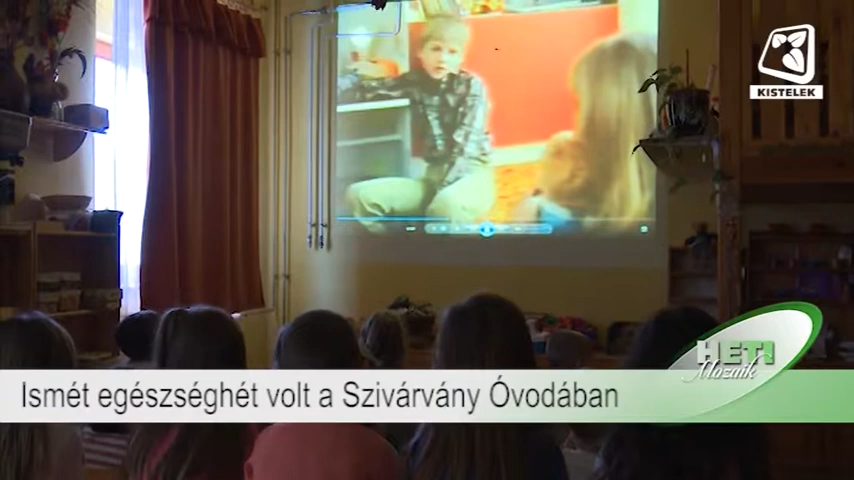 KISTELEK
HETI
Mozaik
Ismét egészséghét volt a Szivárvány Óvodában